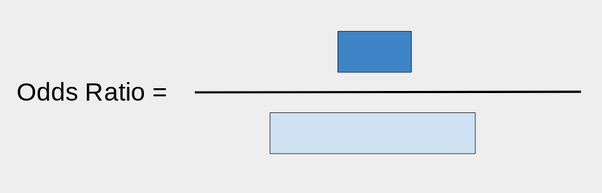 Odds Ratio =